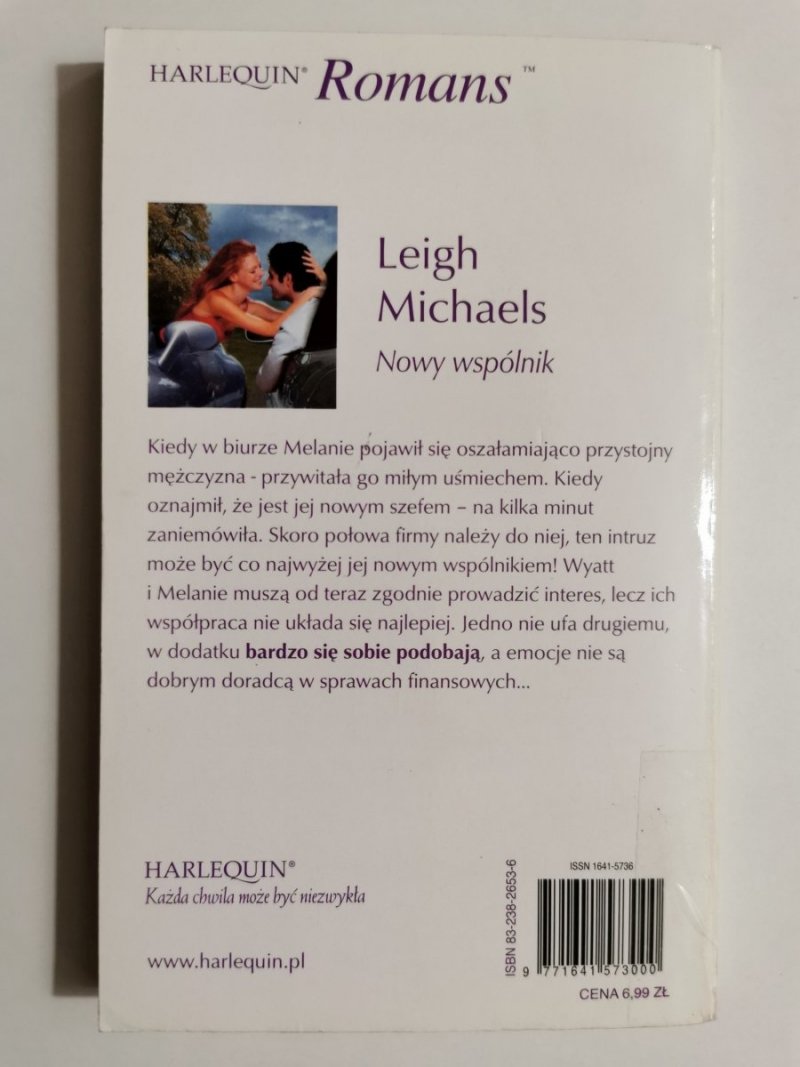 HARLEQUIN® Romans™
Leigh
Michaels
Nowy wspólnik
Kiedy w biurze Melanie pojawił się oszałamiająco przystojny
mężczyzna - przywitała go miłym uśmiechem. Kiedy
oznajmił, że jest jej nowym szefem – na kilka minut
zaniemówiła. Skoro połowa firmy należy do niej, ten intruz
może być co najwyżej jej nowym wspólnikiem! Wyatt
i Melanie muszą od teraz zgodnie prowadzić interes, lecz ich
współpraca nie układa się najlepiej. Jedno nie ufa drugiemu,
w dodatku bardzo się sobie podobają, a emocje nie są
dobrym doradcą w sprawach finansowych...
HARLEQUIN®
Każda chwila może być niezwykła
www.harlequin.pl
ISBN 83-238-2653-6
ISSN 1641-5736
9 771641 573000
CENA 6,99 ZŁ